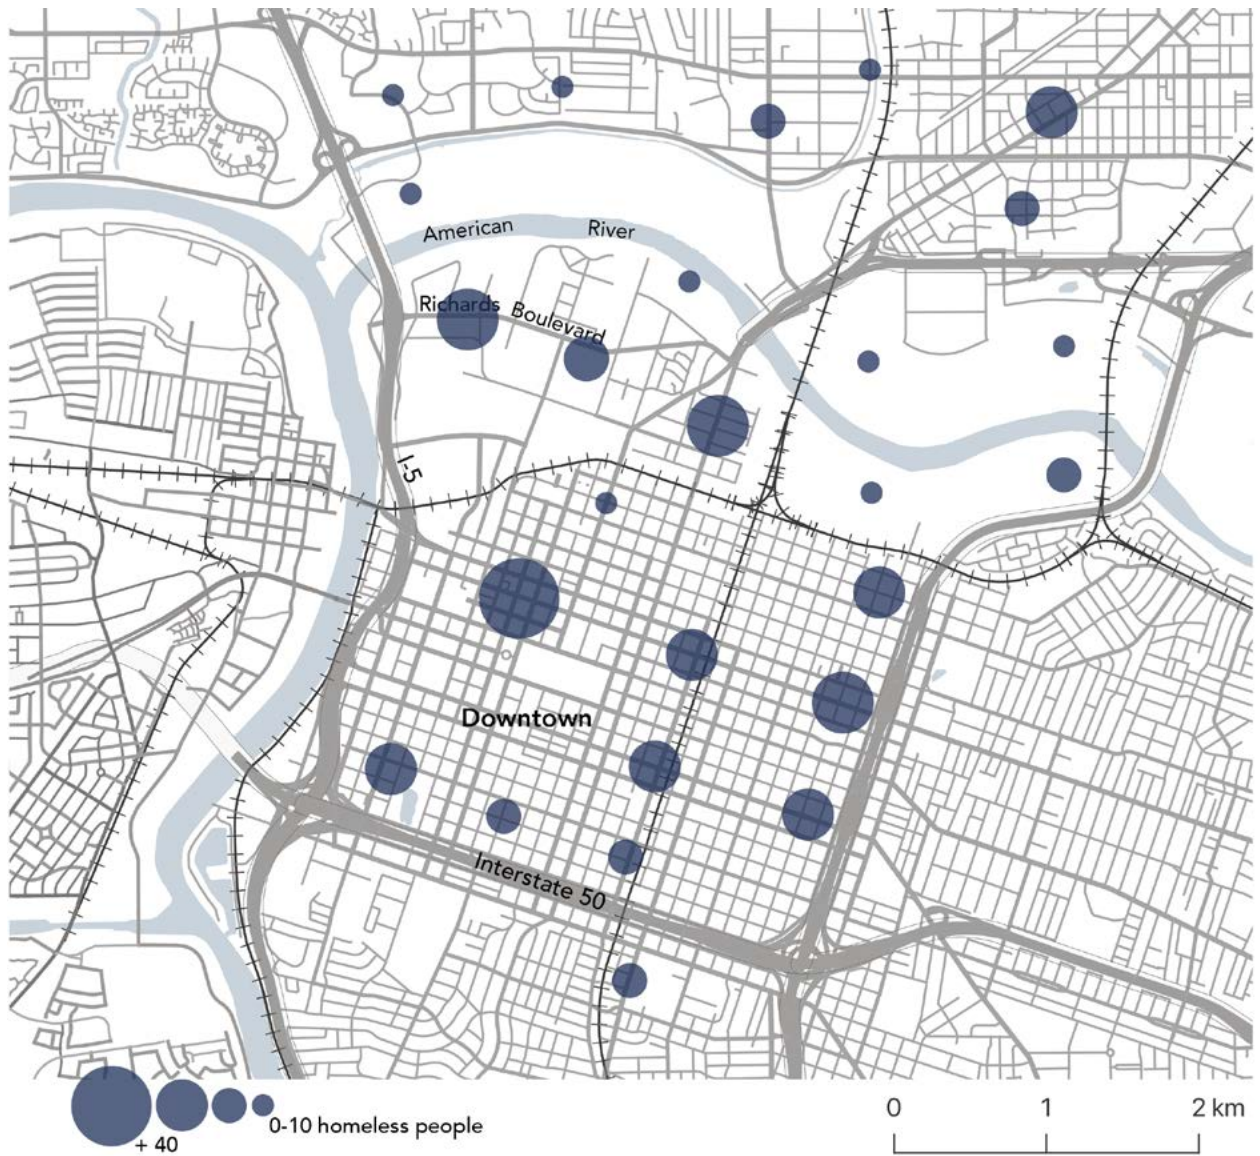 American River
Richards Boulevard
I-5
Downtown
Interstate 50
0-10 homeless people
+ 40
0 1 2 km